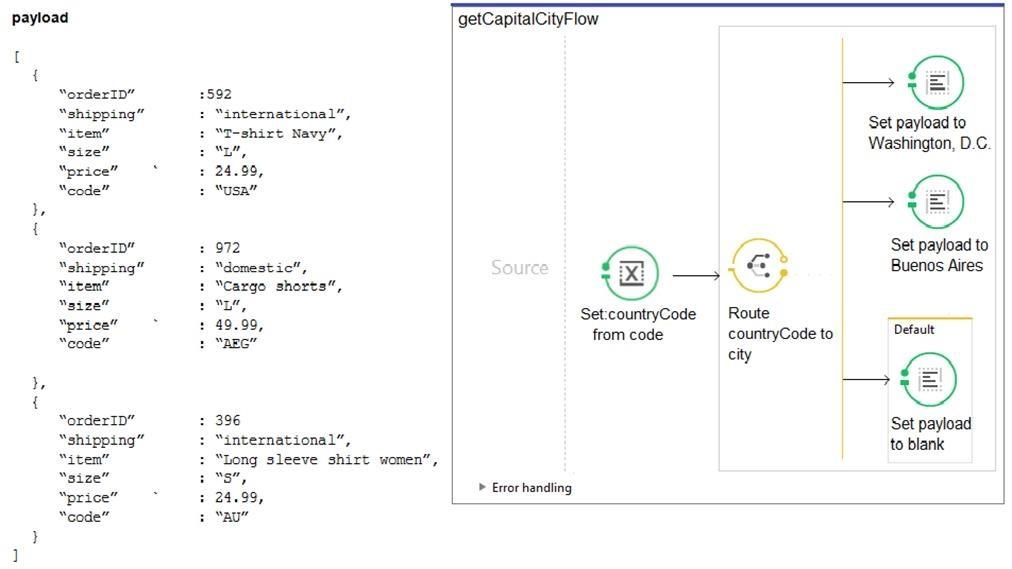 payload
[
{
“orderID” :592
“shipping” : “international”,
“item” : “T-shirt Navy”,
“size” : “L”,
“price” ` : 24.99,
“code” : “USA”
},
{
“orderID” : 972
“shipping” : “domestic”,
“item” : “Cargo shorts”,
“size” : “L”,
“price” ` : 49.99,
“code” : “AEG”
},
{
“orderID” : 396
“shipping” : “international”,
“item” : “Long sleeve shirt women”,
“size” : “S”,
“price” ` : 24.99,
“code” : “AU”
}
]
getCapitalCityFlow
Source
Set:countryCode
from code
Route
countryCode to
city
Set payload to
Washington, D.C.
Set payload to
Buenos Aires
Default
Set payload
to blank
Error handling